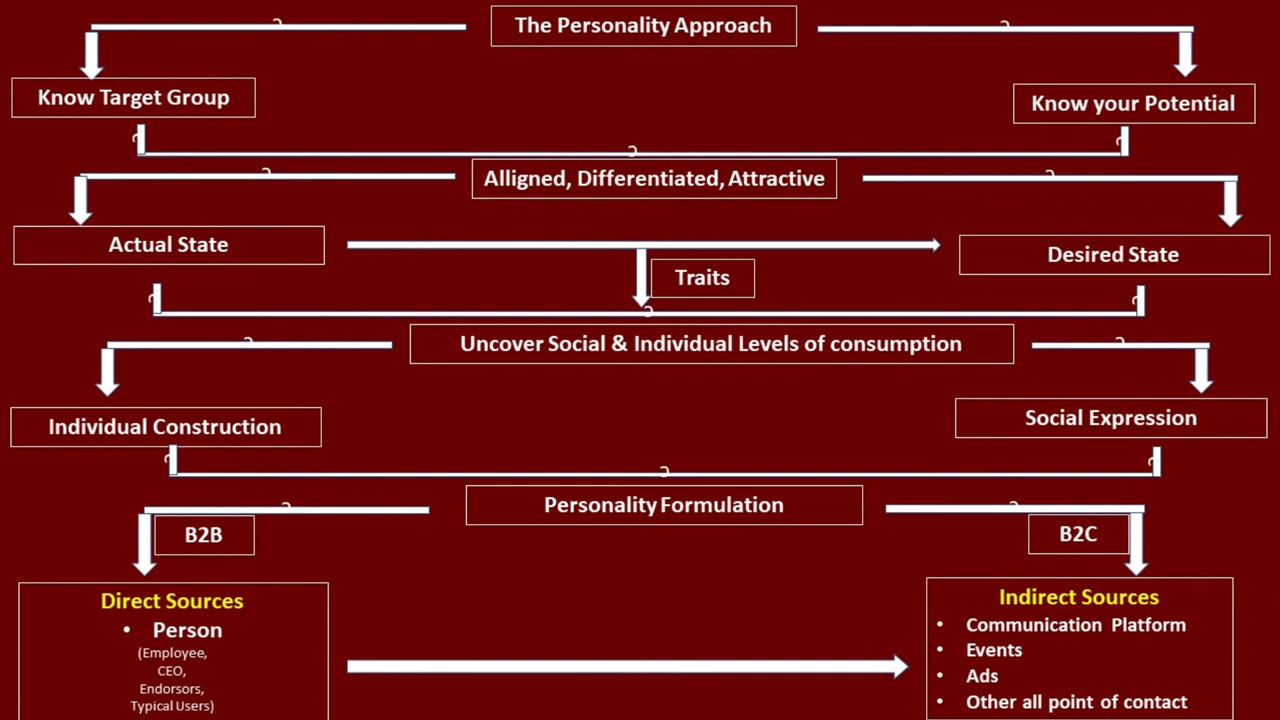 The Personality Approach
Know Target Group
Know your Potential
Alligned, Differentiated, Attractive
Actual State
Desired State
Traits
Uncover Social & Individual Levels of consumption
Individual Construction
Social Expression
Personality Formulation
B2B
B2C
Direct Sources
• Person
(Employee,
CEO,
Endorsors,
Typical Users)
Indirect Sources
• Communication Platform
• Events
• Ads
• Other all point of contact